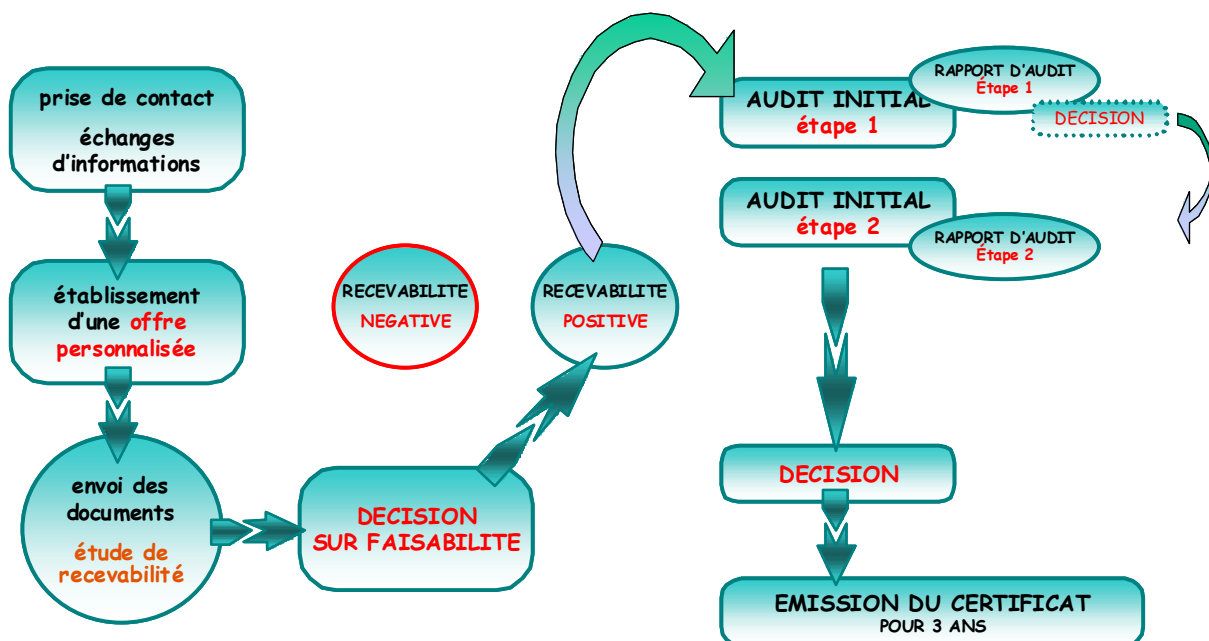 prise de contact
échanges
d'informations
établissement
d'une offre
personnalisée
envoi des
documents
étude de
recevabilité
DECISION
SUR FAISABILITE
RECEVABILITE
NEGATIVE
RECEVABILITE
POSITIVE
AUDIT INITIAL
étape 1
RAPPORT D'AUDIT
Étape 1
DECISION
AUDIT INITIAL
étape 2
RAPPORT D'AUDIT
Étape 2
DECISION
EMISSION DU CERTIFICAT
POUR 3 ANS